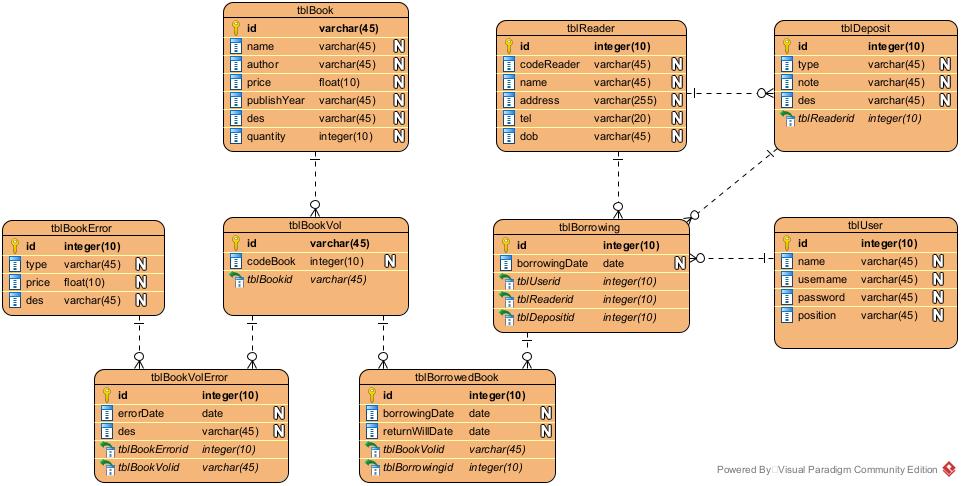 tblBook
id varchar(45)
name varchar(45) N
author varchar(45) N
price float(10) N
publishYear varchar(45) N
des varchar(45) N
quantity integer(10) N
tblReader
id integer(10)
codeReader varchar(45) N
name varchar(45) N
address varchar(255) N
tel varchar(20) N
dob varchar(45) N
tblDeposit
id integer(10)
type varchar(45) N
note varchar(45) N
des varchar(45) N
tblReaderid integer(10)
tblBookError
id integer(10)
type varchar(45) N
price float(10) N
des varchar(45) N
tblBookVol
id varchar(45)
codeBook integer(10) N
tblBookid varchar(45)
tblBorrowing
id integer(10)
borrowingDate date N
tblUserid integer(10)
tblReaderid integer(10)
tblDepositid integer(10)
tblUser
id integer(10)
name varchar(45) N
username varchar(45) N
password varchar(45) N
position varchar(45) N
tblBookVolError
id integer(10)
errorDate date N
des varchar(45) N
tblBookErrorid integer(10)
tblBookVolid varchar(45)
tblBorrowedBook
id integer(10)
borrowingDate date N
returnWillDate date N
tblBookVolid varchar(45)
tblBorrowingid integer(10)
Powered By Visual Paradigm Community Edition